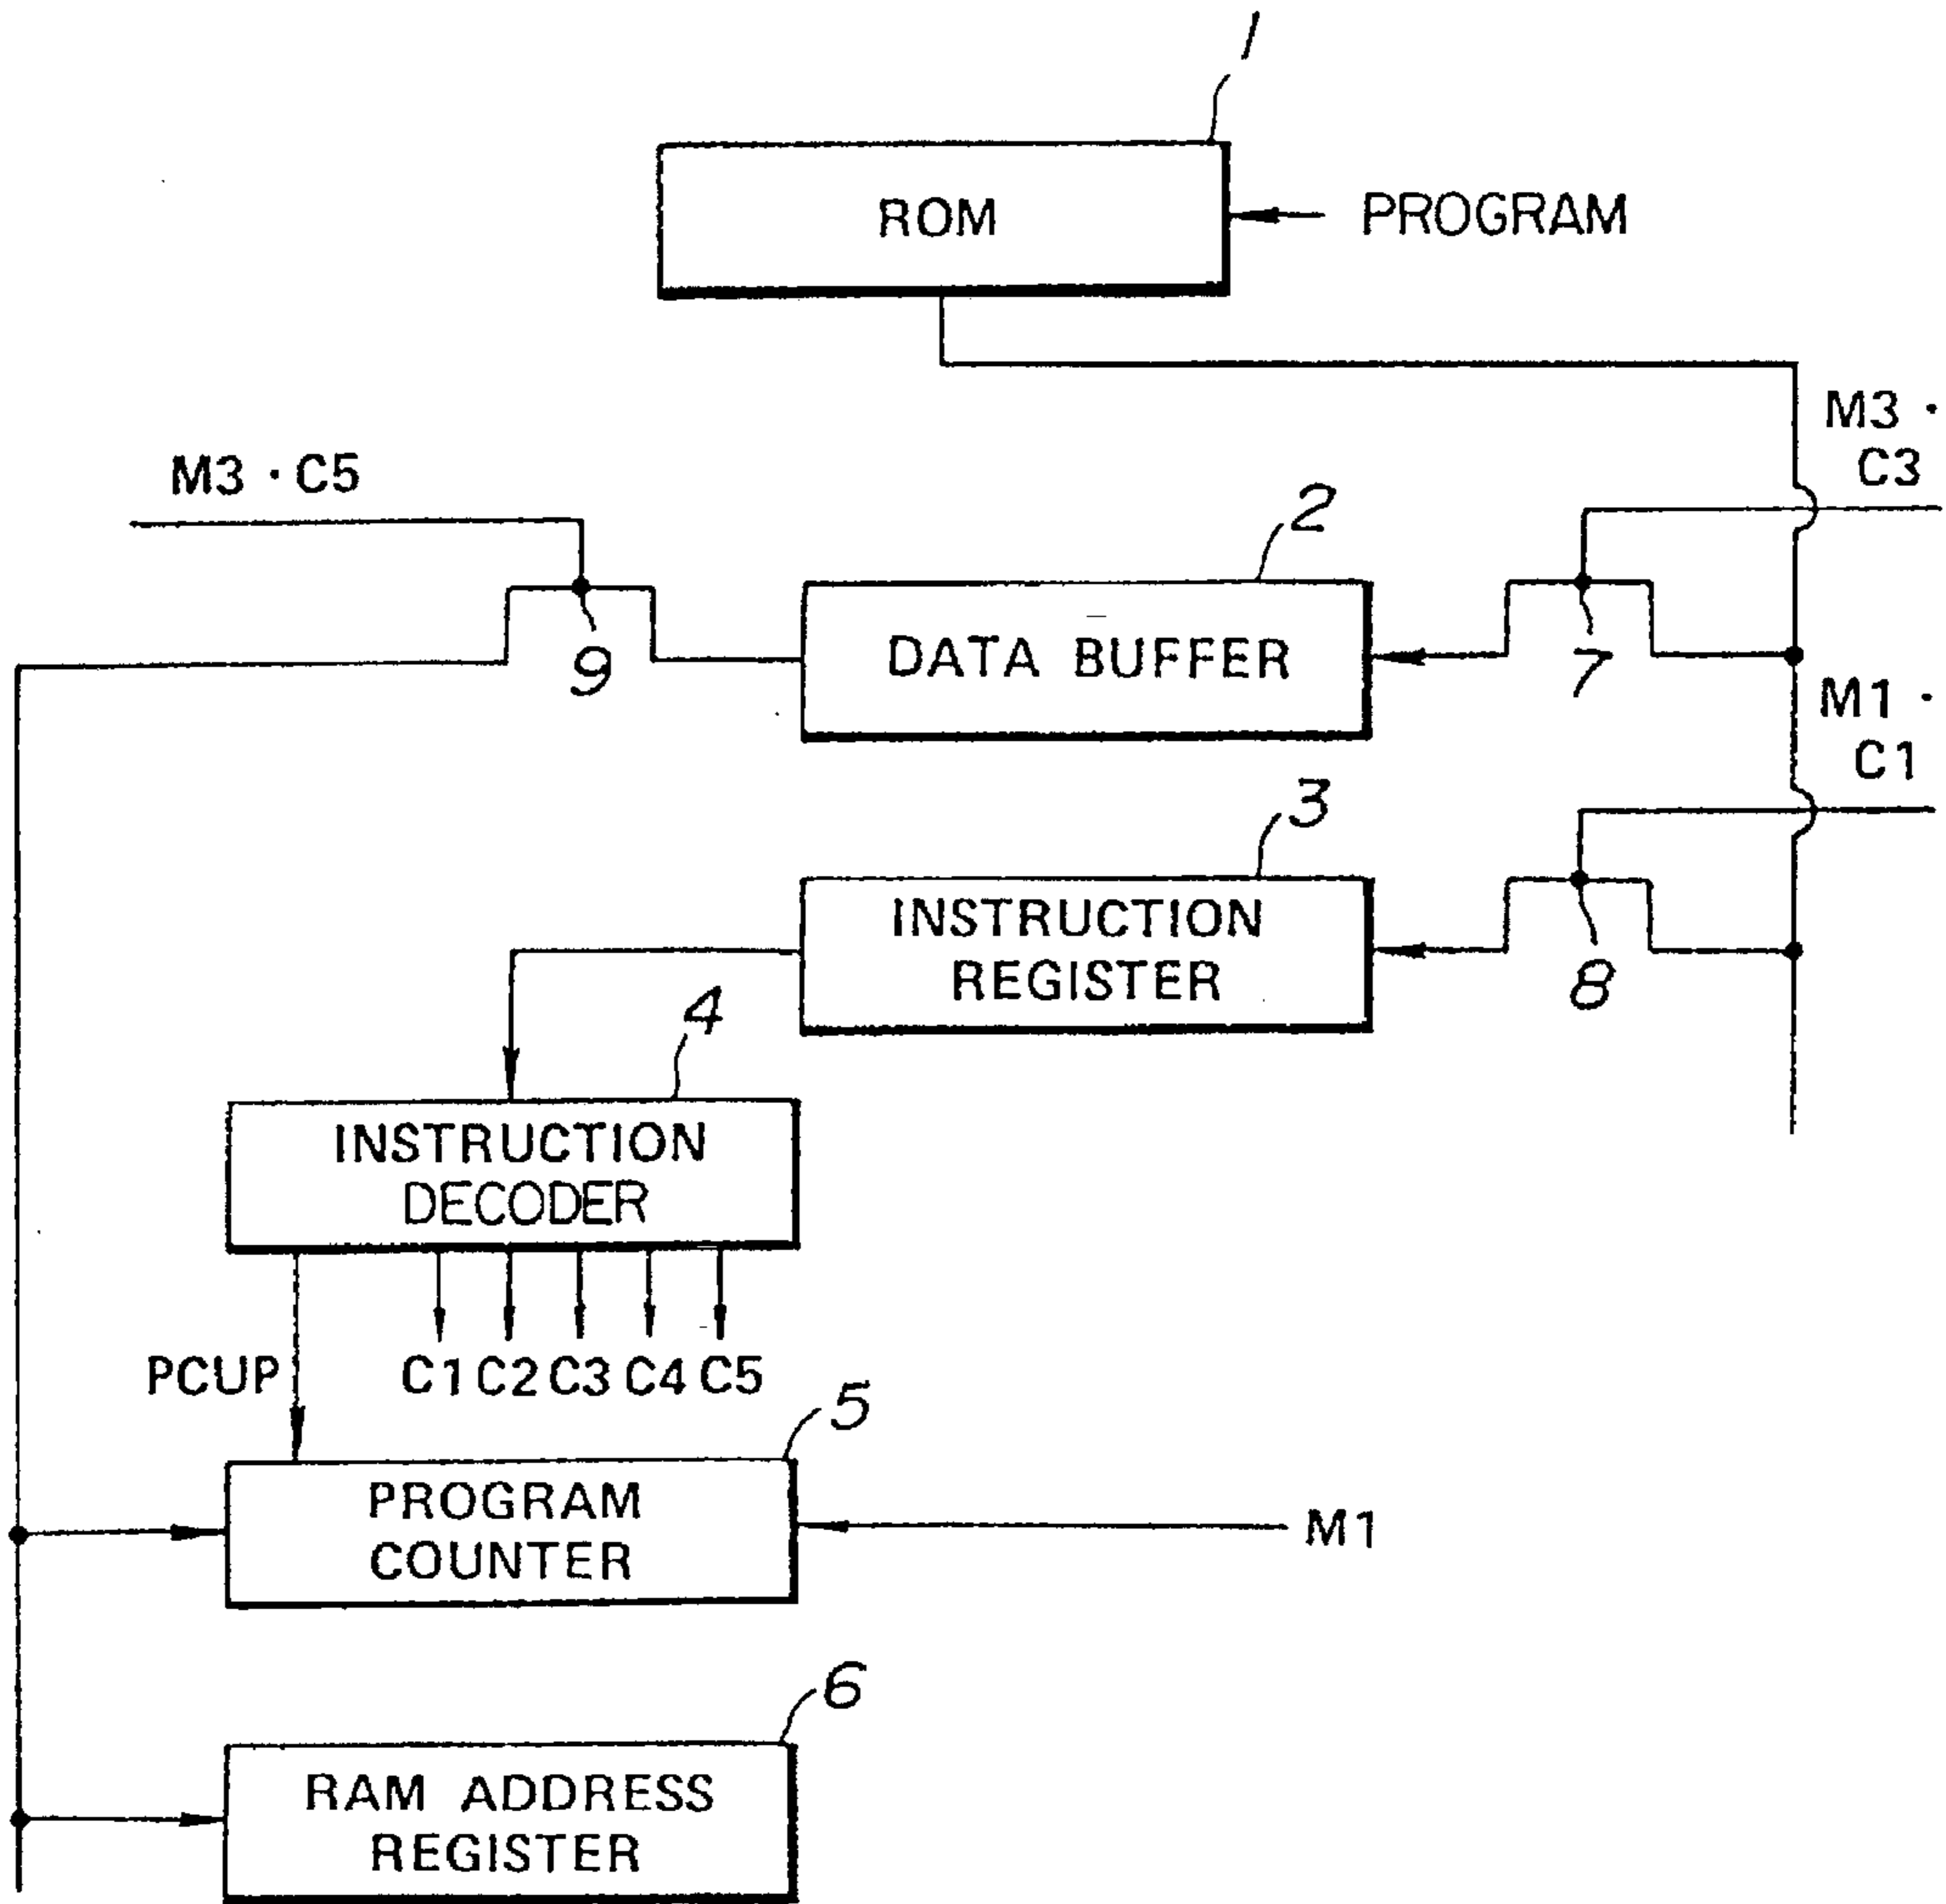 1
ROM
PROGRAM
M3 ·
C3
M3 · C5
2
DATA BUFFER
9
7
M1 ·
C1
3
INSTRUCTION
REGISTER
8
4
INSTRUCTION
DECODER
PCUP
C1 C2 C3 C4 C5
5
PROGRAM
COUNTER
M1
6
RAM ADDRESS
REGISTER